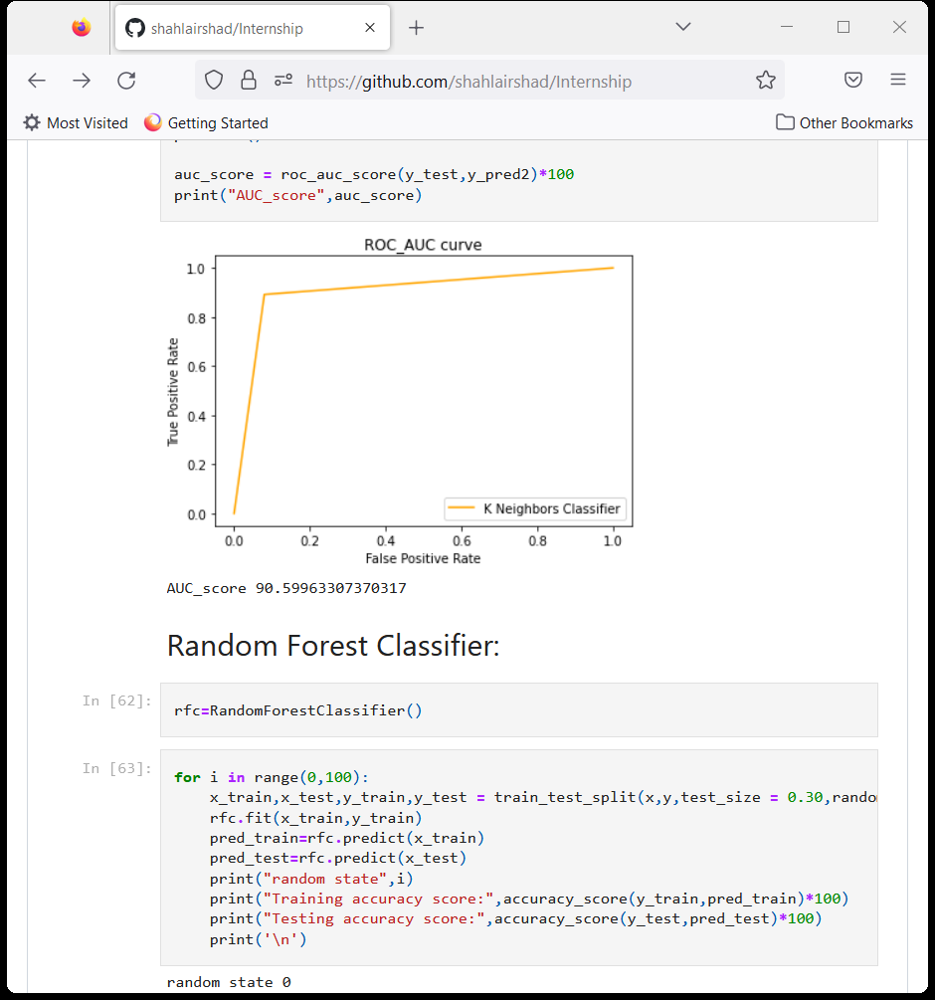 shahlairshad/Internship
https://github.com/shahlairshad/Internship
Most Visited
Getting Started
Other Bookmarks
auc_score = roc_auc_score(y_test,y_pred2)*100
print("AUC_score",auc_score)
ROC_AUC curve
1.0
0.8
0.6
0.4
0.2
0.0
True Positive Rate
K Neighbors Classifier
0.0 0.2 0.4 0.6 0.8 1.0
False Positive Rate
AUC_score 90.59963307370317
Random Forest Classifier:
In [62]:
rfc=RandomForestClassifier()
In [63]:
for i in range(0,100):
x_train,x_test,y_train,y_test = train_test_split(x,y,test_size = 0.30,rando
rfc.fit(x_train,y_train)
pred_train=rfc.predict(x_train)
pred_test=rfc.predict(x_test)
print("random state",i)
print("Training accuracy score:",accuracy_score(y_train,pred_train)*100)
print("Testing accuracy score:",accuracy_score(y_test,pred_test)*100)
print('\n')
random state 0